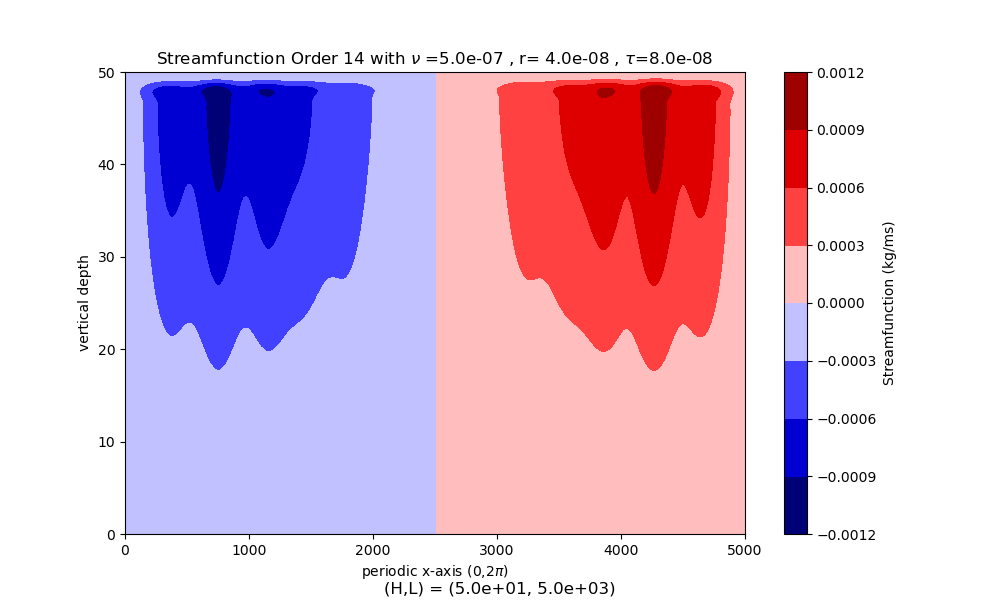 Streamfunction Order 14 with ν =5.0e-07 , r= 4.0e-08 , τ=8.0e-08
50
40
30
20
10
0
vertical depth
0 1000 2000 3000 4000 5000
periodic x-axis (0,2π)
(H,L) = (5.0e+01, 5.0e+03)
0.0012
0.0009
0.0006
0.0003
0.0000
−0.0003
−0.0006
−0.0009
−0.0012
Streamfunction (kg/ms)